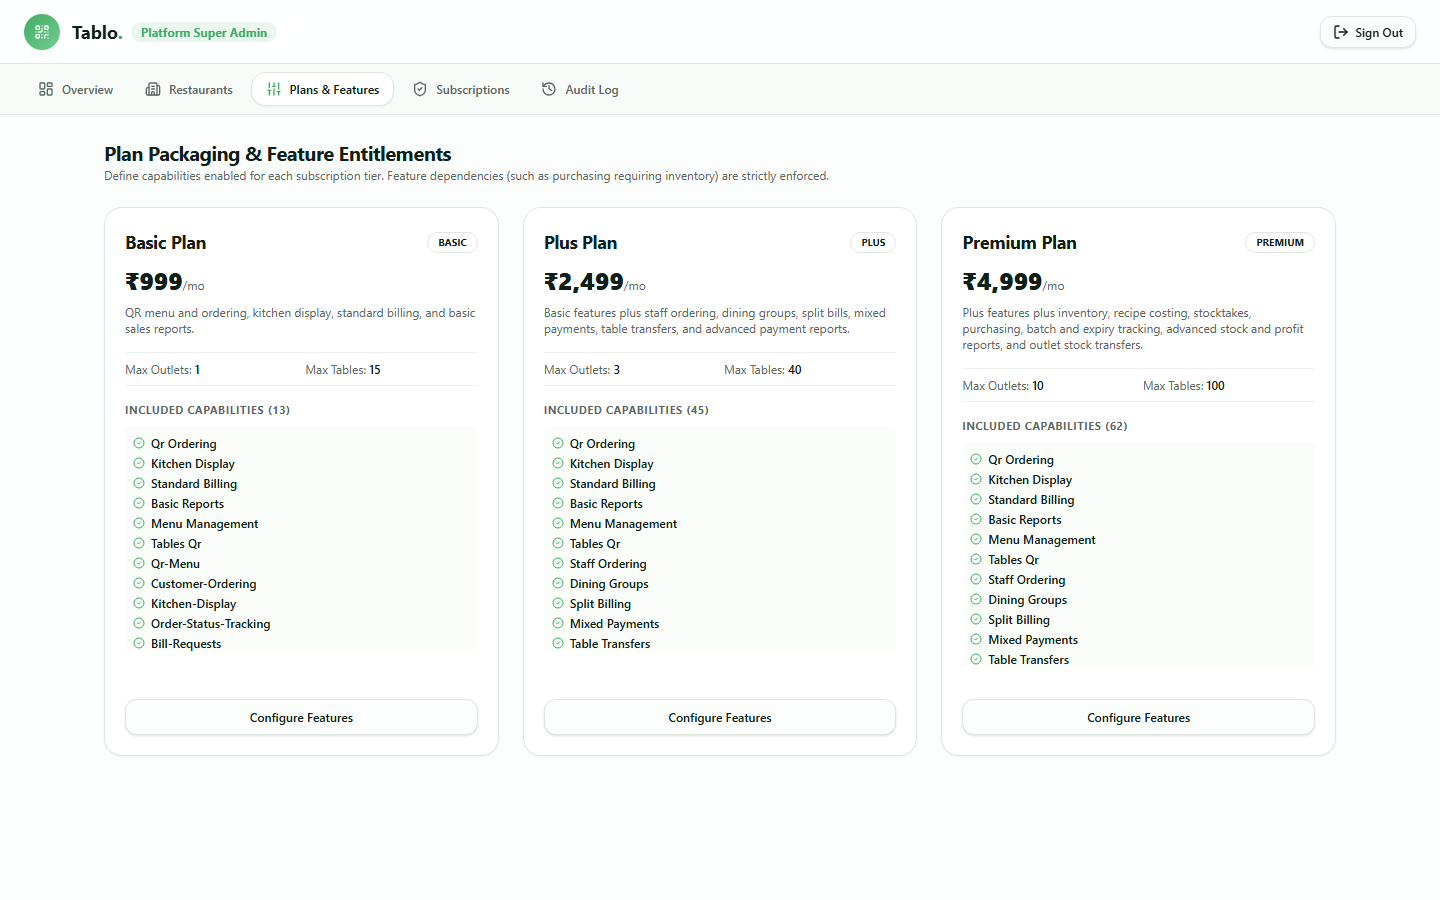 Tablo.
Platform Super Admin
Sign Out
Overview
Restaurants
Plans & Features
Subscriptions
Audit Log
Plan Packaging & Feature Entitlements
Define capabilities enabled for each subscription tier. Feature dependencies (such as purchasing requiring inventory) are strictly enforced.
Basic Plan
BASIC
₹999/mo
QR menu and ordering, kitchen display, standard billing, and basic
sales reports.
Max Outlets: 1
Max Tables: 15
INCLUDED CAPABILITIES (13)
Qr Ordering
Kitchen Display
Standard Billing
Basic Reports
Menu Management
Tables Qr
Qr-Menu
Customer-Ordering
Kitchen-Display
Order-Status-Tracking
Bill-Requests
Configure Features
Plus Plan
PLUS
₹2,499/mo
Basic features plus staff ordering, dining groups, split bills, mixed
payments, table transfers, and advanced payment reports.
Max Outlets: 3
Max Tables: 40
INCLUDED CAPABILITIES (45)
Qr Ordering
Kitchen Display
Standard Billing
Basic Reports
Menu Management
Tables Qr
Staff Ordering
Dining Groups
Split Billing
Mixed Payments
Table Transfers
Configure Features
Premium Plan
PREMIUM
₹4,999/mo
Plus features plus inventory, recipe costing, stocktakes,
purchasing, batch and expiry tracking, advanced stock and profit
reports, and outlet stock transfers.
Max Outlets: 10
Max Tables: 100
INCLUDED CAPABILITIES (62)
Qr Ordering
Kitchen Display
Standard Billing
Basic Reports
Menu Management
Tables Qr
Staff Ordering
Dining Groups
Split Billing
Mixed Payments
Table Transfers
Configure Features